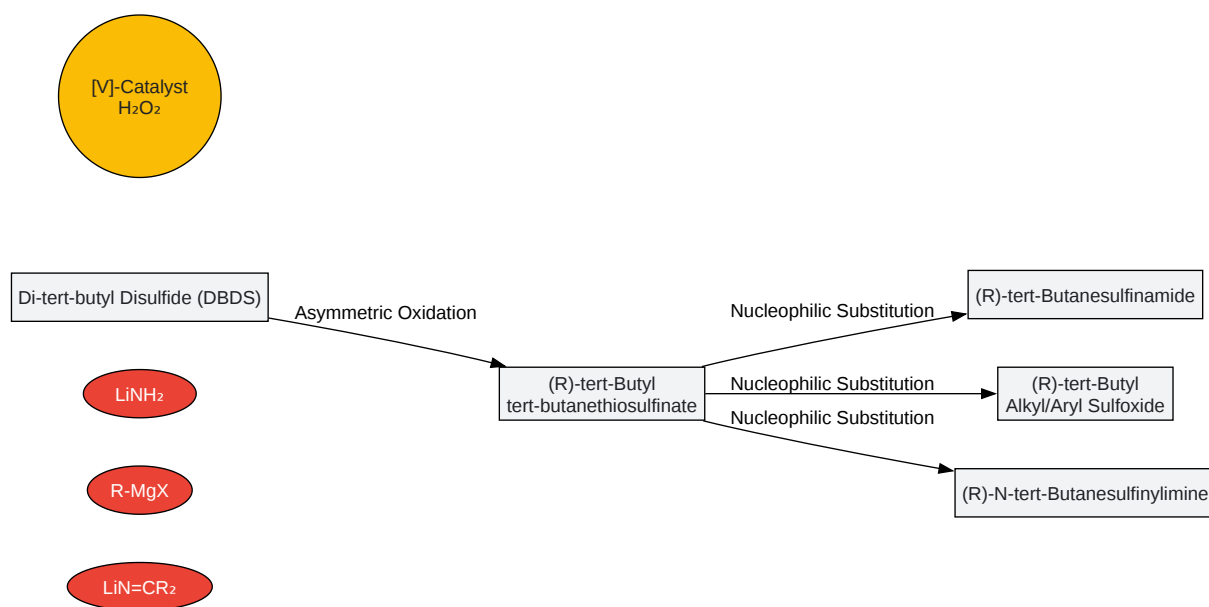 [V]-Catalyst
H₂O₂
Di-tert-butyl Disulfide (DBDS)
Asymmetric Oxidation
Nucleophilic Substitution
(R)-tert-Butanesulfinamide
LiNH₂
(R)-tert-Butyl
tert-butanethiosulfinate
Nucleophilic Substitution
(R)-tert-Butyl
Alkyl/Aryl Sulfoxide
Nucleophilic Substitution
R-MgX
(R)-N-tert-Butanesulfinylimine
LiN=CR₂